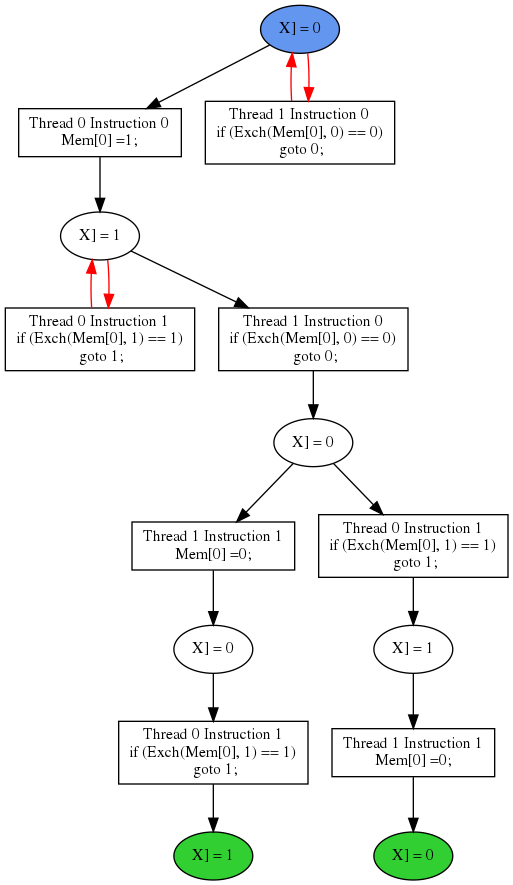 X] = 0
Thread 0 Instruction 0
Mem[0] =1;
Thread 1 Instruction 0
if (Exch(Mem[0], 0) == 0)
goto 0;
X] = 1
Thread 0 Instruction 1
if (Exch(Mem[0], 1) == 1)
goto 1;
Thread 1 Instruction 0
if (Exch(Mem[0], 0) == 0)
goto 0;
X] = 0
Thread 1 Instruction 1
Mem[0] =0;
Thread 0 Instruction 1
if (Exch(Mem[0], 1) == 1)
goto 1;
X] = 0
X] = 1
Thread 0 Instruction 1
if (Exch(Mem[0], 1) == 1)
goto 1;
Thread 1 Instruction 1
Mem[0] =0;
X] = 1
X] = 0